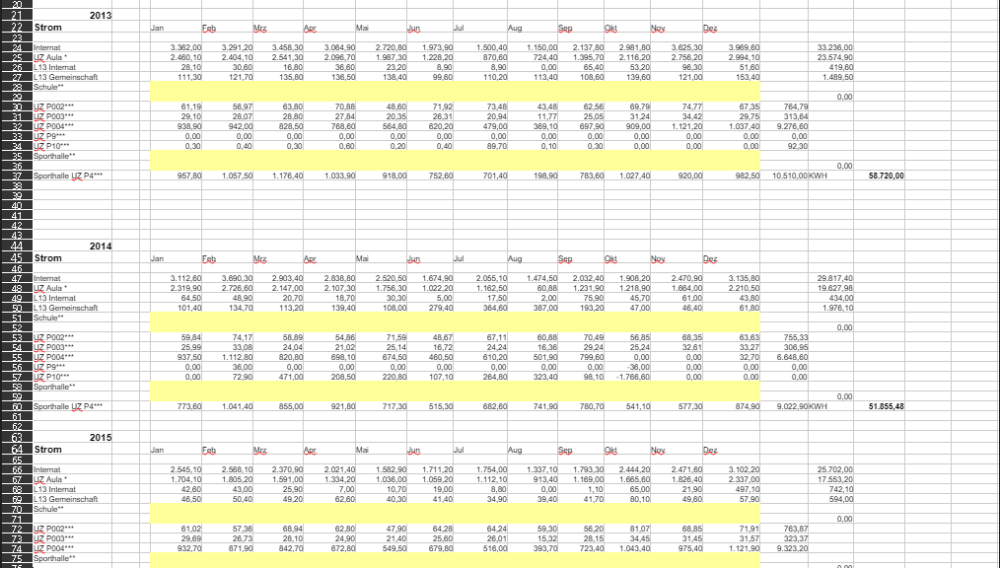 20
21 2013
22 Strom Jan Feb Mrz Apr Mai Jun Jul Aug Sep Okt Nov Dez
23
24 Internat 3.362,00 3.291,20 3.458,30 3.064,90 2.720,80 1.973,90 1.500,40 1.150,00 2.137,80 2.981,80 3.625,30 3.969,60 33.236,00
25 UZ Aula * 2.460,10 2.404,10 2.541,30 2.096,70 1.987,30 1.228,20 870,60 724,40 1.395,70 2.116,20 2.756,20 2.994,10 23.574,90
26 L13 Internat 28,10 30,60 16,80 36,60 23,20 8,90 8,90 0,00 65,40 53,20 96,30 51,60 419,60
27 L13 Gemeinschaft 111,30 121,70 135,80 136,50 138,40 99,60 110,20 113,40 108,60 139,60 121,00 153,40 1.489,50
28 Schule**
29 0,00
30 UZ P002*** 61,19 56,97 63,80 70,88 48,60 71,92 73,48 43,48 62,56 69,79 74,77 67,35 764,79
31 UZ P003*** 29,10 28,07 28,80 27,84 20,35 26,31 20,94 11,77 25,05 31,24 34,42 29,75 313,64
32 UZ P004*** 938,90 942,00 828,50 768,60 564,80 620,20 479,00 369,10 697,90 909,00 1.121,20 1.037,40 9.276,60
33 UZ P9*** 0,00 0,00 0,00 0,00 0,00 0,00 0,00 0,00 0,00 0,00 0,00 0,00 0,00
34 UZ P10*** 0,30 0,40 0,30 0,60 0,20 0,40 89,70 0,10 0,30 0,00 0,00 0,00 92,30
35 Sporthalle**
36 0,00
37 Sporthalle UZ P4*** 957,80 1.057,50 1.176,40 1.033,90 918,00 752,60 701,40 198,90 783,60 1.027,40 920,00 982,50 10.510,00 KWH 58.720,00
38
39
40
41
42
43
44 2014
45 Strom Jan Feb Mrz Apr Mai Jun Jul Aug Sep Okt Nov Dez
46
47 Internat 3.112,60 3.690,30 2.903,40 2.838,80 2.520,50 1.674,90 2.055,10 1.474,50 2.032,40 1.908,20 2.470,90 3.135,80 29.817,40
48 UZ Aula * 2.319,90 2.726,60 2.147,00 2.107,30 1.756,30 1.022,20 1.162,50 60,88 1.231,90 1.218,90 1.664,00 2.210,50 19.627,98
49 L13 Internat 64,50 48,90 20,70 18,70 30,30 5,00 17,50 2,00 75,90 45,70 61,00 43,80 434,00
50 L13 Gemeinschaft 101,40 134,70 113,20 139,40 108,00 279,40 364,60 387,00 193,20 47,00 46,40 61,80 1.976,10
51 Schule**
52 0,00
53 UZ P002*** 59,84 74,17 58,89 54,86 71,59 48,67 67,11 60,88 70,49 56,85 68,35 63,63 755,33
54 UZ P003*** 25,99 33,08 24,04 21,02 25,14 16,72 24,24 16,36 29,24 25,24 32,61 33,27 306,95
55 UZ P004*** 937,50 1.112,80 820,80 698,10 674,50 460,50 610,20 501,90 799,60 0,00 0,00 32,70 6.648,60
56 UZ P9*** 0,00 36,00 0,00 0,00 0,00 0,00 0,00 0,00 0,00 -36,00 0,00 0,00 0,00
57 UZ P10*** 0,00 72,90 471,00 208,50 220,80 107,10 264,80 323,40 98,10 -1.766,60 0,00 0,00 0,00
58 Sporthalle**
59 0,00
60 Sporthalle UZ P4*** 773,60 1.041,40 855,00 921,80 717,30 515,30 682,60 741,90 780,70 541,10 577,30 874,90 9.022,90 KWH 51.855,48
61
62
63 2015
64 Strom Jan Feb Mrz Apr Mai Jun Jul Aug Sep Okt Nov Dez
65
66 Internat 2.545,10 2.568,10 2.370,90 2.021,40 1.582,90 1.711,20 1.754,00 1.337,10 1.793,30 2.444,20 2.471,60 3.102,20 25.702,00
67 UZ Aula * 1.704,10 1.805,20 1.591,00 1.334,20 1.036,00 1.059,20 1.112,10 913,40 1.169,00 1.665,60 1.826,40 2.337,00 17.553,20
68 L13 Internat 42,60 43,00 25,90 7,00 10,70 19,00 8,80 0,00 1,10 65,00 21,90 497,10 742,10
69 L13 Gemeinschaft 46,50 50,40 49,20 62,60 40,30 41,40 34,90 39,40 41,70 80,10 49,60 57,90 594,00
70 Schule**
71 0,00
72 UZ P002*** 61,02 57,36 68,94 62,80 47,90 64,28 64,24 59,30 56,20 81,07 68,85 71,91 763,87
73 UZ P003*** 29,69 26,73 28,10 24,90 21,40 25,60 26,01 15,32 28,15 34,45 31,45 31,57 323,37
74 UZ P004*** 932,70 871,90 842,70 672,80 549,50 679,80 516,00 393,70 723,40 1.043,40 975,40 1.121,90 9.323,20
75 Sporthalle**
76 0,00